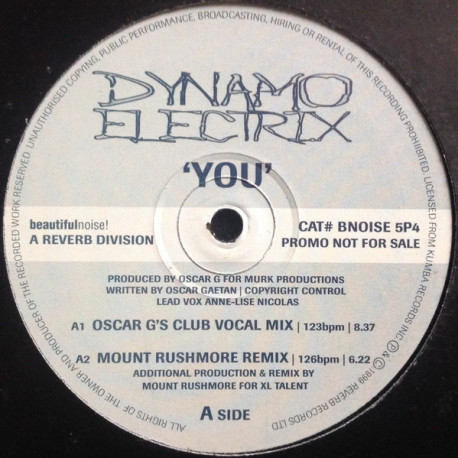 ALL RIGHTS OF THE OWNER AND PRODUCER OF THE RECORDED WORK RESERVED. UNAUTHORISED COPYING, PUBLIC PERFORMANCE, BROADCASTING, HIRING OR RENTAL OF THIS RECORDING PROHIBITED. LICENSED FROM KUMBA RECORDS INC Ⓟ & © 1999 REVERB RECORDS LTD
DYNAMO
ELECTRIX
'YOU'
beautifulnoise!
A REVERB DIVISION
CAT# BNOISE 5P4
PROMO NOT FOR SALE
PRODUCED BY OSCAR G FOR MURK PRODUCTIONS
WRITTEN BY OSCAR GAETAN | COPYRIGHT CONTROL
LEAD VOX ANNE-LISE NICOLAS
A1 OSCAR G'S CLUB VOCAL MIX | 123bpm | 8.37
A2 MOUNT RUSHMORE REMIX | 126bpm | 6.22
ADDITIONAL PRODUCTION & REMIX BY
MOUNT RUSHMORE FOR XL TALENT
A SIDE